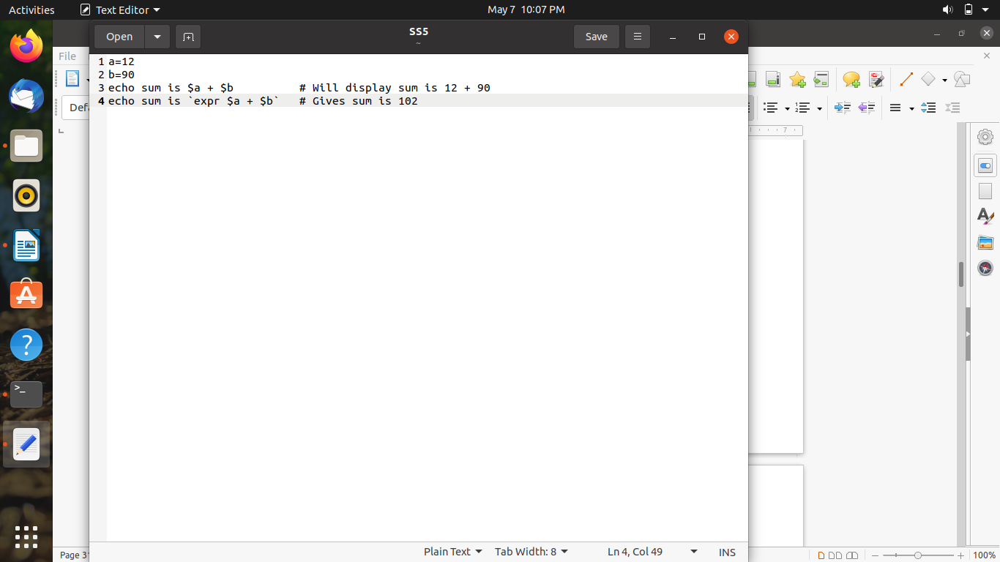 Activities Text Editor May 7 10:07 PM
Open SS5 Save
~
File
1 a=12
2 b=90
3 echo sum is $a + $b          # Will display sum is 12 + 90
4 echo sum is `expr $a + $b`   # Gives sum is 102
Defa
7
Plain Text Tab Width: 8 Ln 4, Col 49 INS
Page 31 100%